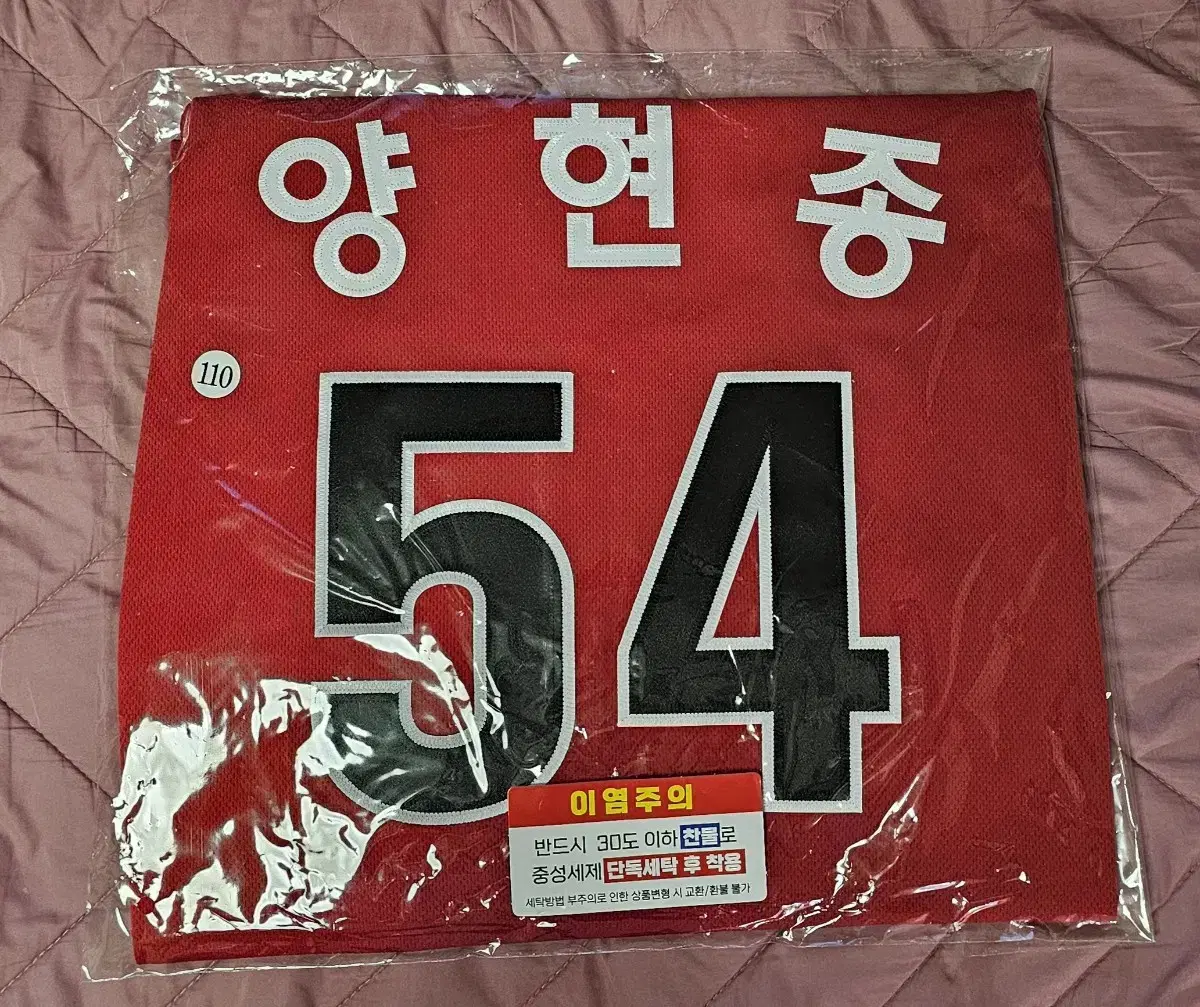 양현종
110
54
이염주의
반드시 30도 이하 찬물로
중성세제 단독세탁 후 착용
세탁방법 부주의로 인한 상품변형 시 교환/환불 불가